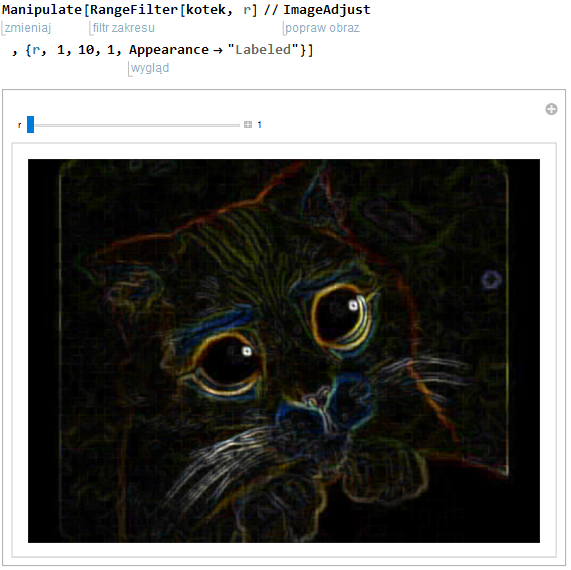 Manipulate[RangeFilter[kotek, r] // ImageAdjust
zmieniaj filtr zakresu popraw obraz
, {r, 1, 10, 1, Appearance → "Labeled"}]
wygląd
r 1